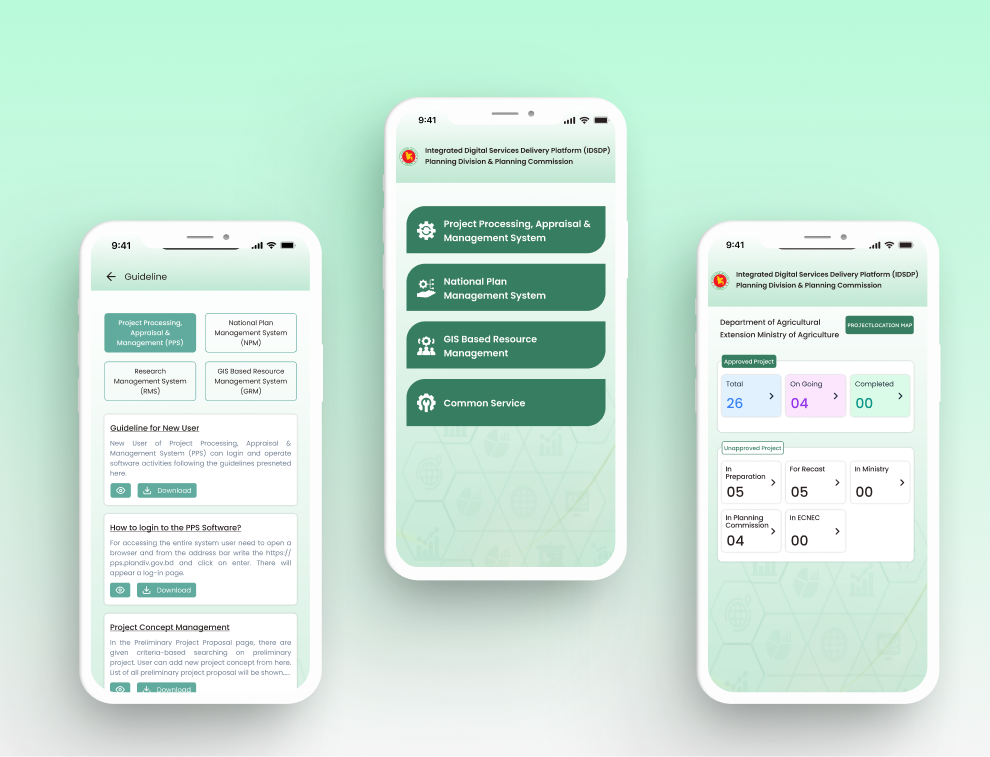 9:41
Guideline
Project Processing,
Appraisal &
Management (PPS)
National Plan
Management System
(NPM)
Research
Management System
(RMS)
GIS Based Resource
Management System
(GRM)
Guideline for New User
New User of Project Processing, Appraisal &
Management System (PPS) can login and operate
software activities following the guidelines presneted
here.
Download
How to login to the PPS Software?
For accessing the entire system user need to open a
browser and from the address bar write the https://
pps.plandiv.gov.bd and click on enter. There will
appear a log-in page.
Download
Project Concept Management
In the Preliminary Project Proposal page, there are
given criteria-based searching on preliminary
project. User can add new project concept from here.
List of all preliminary project proposal will be shown.....
Download
9:41
Integrated Digital Services Delivery Platform (IDSDP)
Planning Division & Planning Commission
Project Processing, Appraisal &
Management System
National Plan
Management System
GIS Based Resource
Management
Common Service
9:41
Integrated Digital Services Delivery Platform (IDSDP)
Planning Division & Planning Commission
Department of Agricultural
Extension Ministry of Agriculture
PROJECTLOCATION MAP
Approved Project
Total
26
On Going
04
Completed
00
Unapproved Project
In
Preparation
05
For Recast
05
In Ministry
00
In Planning
Commission
04
In ECNEC
00